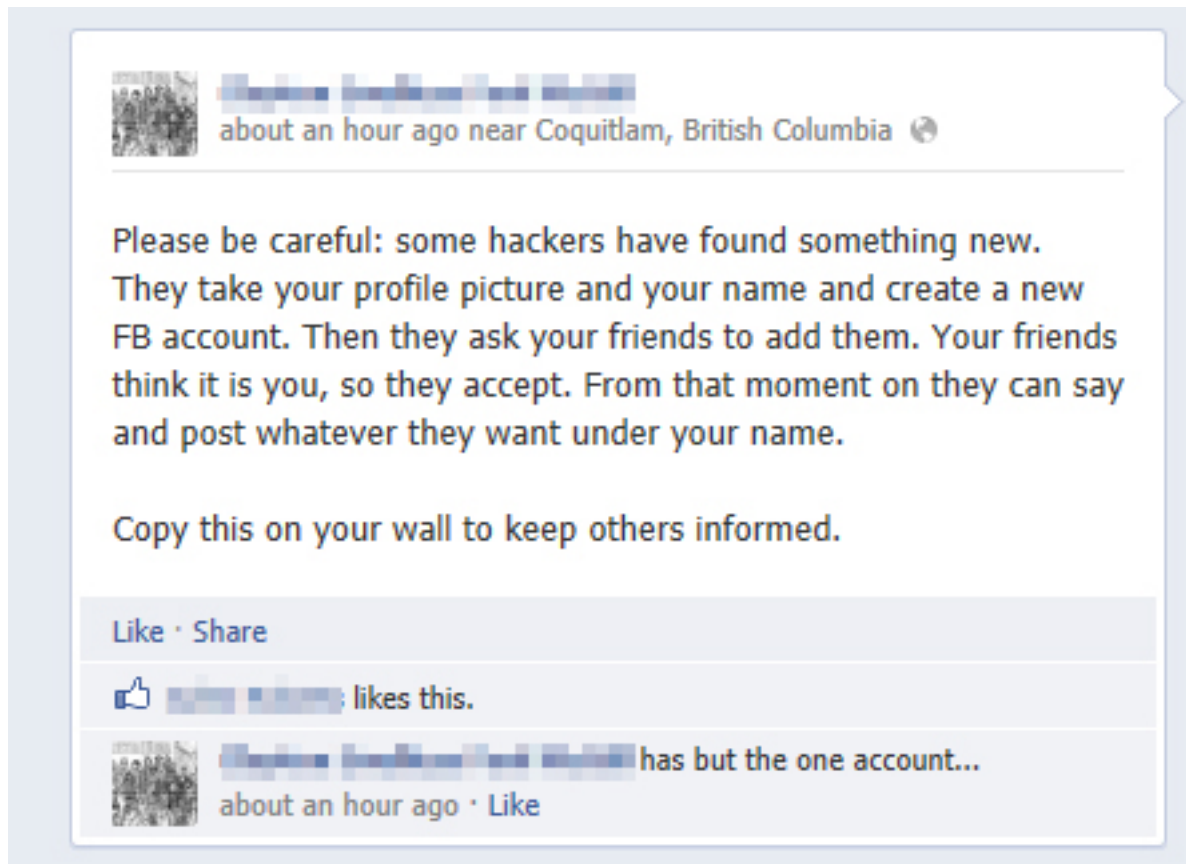 about an hour ago near Coquitlam, British Columbia
Please be careful: some hackers have found something new.
They take your profile picture and your name and create a new
FB account. Then they ask your friends to add them. Your friends
think it is you, so they accept. From that moment on they can say
and post whatever they want under your name.
Copy this on your wall to keep others informed.
Like · Share
likes this.
has but the one account...
about an hour ago · Like